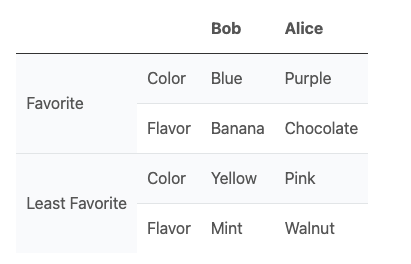 Bob Alice
Favorite Color Blue Purple
Flavor Banana Chocolate
Least Favorite Color Yellow Pink
Flavor Mint Walnut